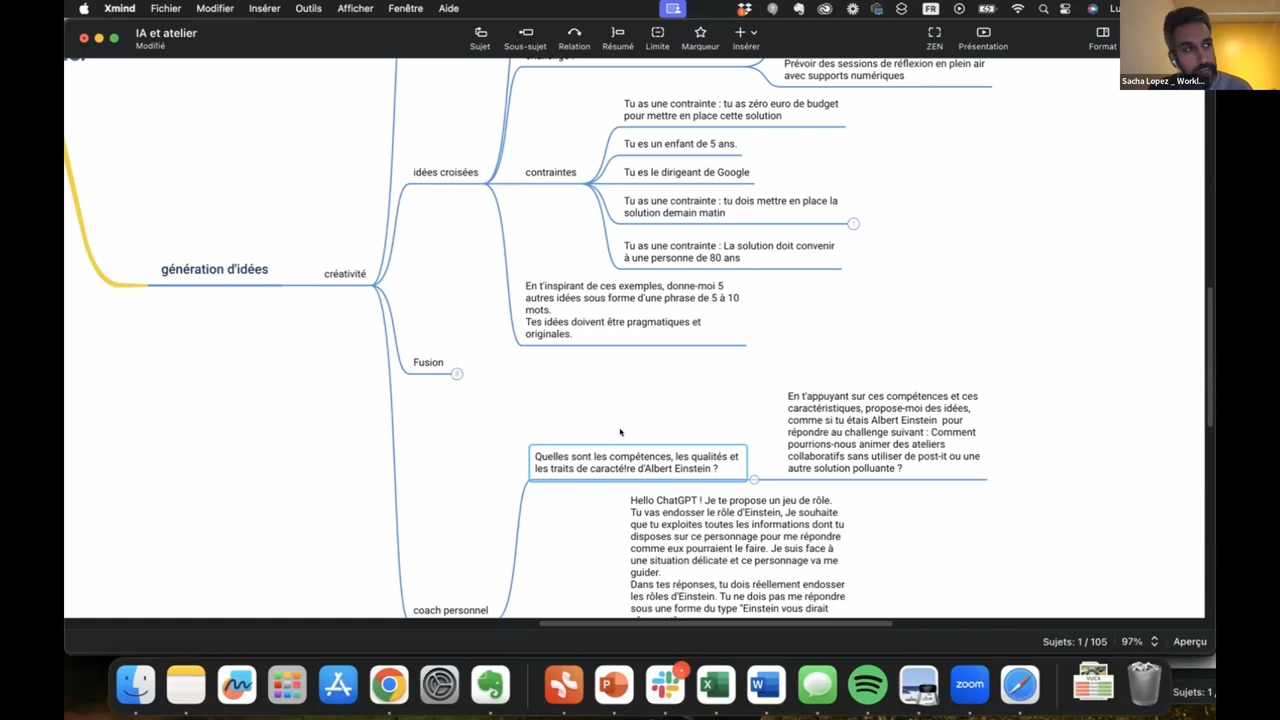 Xmind Fichier Modifier Insérer Outils Afficher Fenêtre Aide
FR
Lu
IA et atelier
Modifié
Sujet Sous-sujet Relation Résumé Limite Marqueur Insérer
ZEN Présentation
Format
Sacha Lopez _ Workl...
Prévoir des sessions de réflexion en plein air
avec supports numériques
Tu as une contrainte : tu as zéro euro de budget
pour mettre en place cette solution
Tu es un enfant de 5 ans.
idées croisées
contraintes
Tu es le dirigeant de Google
Tu as une contrainte : tu dois mettre en place la
solution demain matin
1
Tu as une contrainte : La solution doit convenir
à une personne de 80 ans
génération d'idées
créativité
En t'inspirant de ces exemples, donne-moi 5
autres idées sous forme d'une phrase de 5 à 10
mots.
Tes idées doivent être pragmatiques et
originales.
Fusion
En t'appuyant sur ces compétences et ces
caractéristiques, propose-moi des idées,
comme si tu étais Albert Einstein pour
répondre au challenge suivant : Comment
pourrions-nous animer des ateliers
collaboratifs sans utiliser de post-it ou une
autre solution polluante ?
Quelles sont les compétences, les qualités et
les traits de caracté!re d'Albert Einstein ?
Hello ChatGPT ! Je te propose un jeu de rôle.
Tu vas endosser le rôle d'Einstein, Je souhaite
que tu exploites toutes les informations dont tu
disposes sur ce personnage pour me répondre
comme eux pourraient le faire. Je suis face à
une situation délicate et ce personnage va me
guider.
Dans tes réponses, tu dois réellement endosser
les rôles d'Einstein. Tu ne dois pas me répondre
sous une forme du type "Einstein vous dirait
coach personnel
Sujets: 1 / 105 97% Aperçu
zoom
VUCA
Sujets: 1